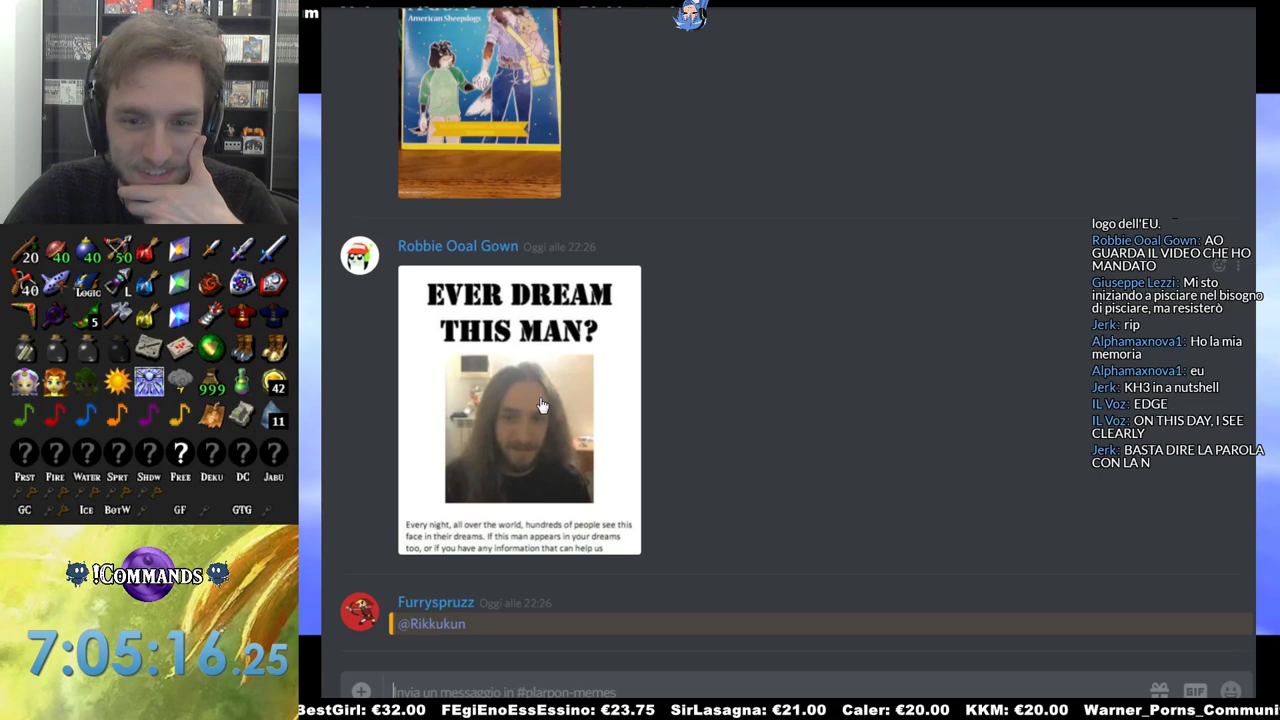 American Sheepdogs
Robbie Ooal Gown Oggi alle 22:26
EVER DREAM
THIS MAN?
Every night, all over the world, hundreds of people see this
face in their dreams. If this man appears in your dreams
too, or if you have any information that can help us
Furryspruzz Oggi alle 22:26
@Rikkukun
Invia un messaggio in #plarpon-memes
GIF
logo dell'EU.
Robbie Ooal Gown: AO
GUARDA IL VIDEO CHE HO
MANDATO
Giuseppe Lezzi: Mi sto
iniziando a pisciare nel bisogno
di pisciare, ma resisterò
Jerk: rip
Alphamaxnova1: Ho la mia
memoria
Alphamaxnova1: eu
Jerk: KH3 in a nutshell
IL Voz: EDGE
IL Voz: ON THIS DAY, I SEE
CLEARLY
Jerk: BASTA DIRE LA PAROLA
CON LA N
20 40 40 50
40 LOGIC L
5
999 42
11
? ? ? ? ? ? ? ? ?
FRST FIRE WATER SPRT SHDW FREE DEKU DC JABU
GC ICE BOTW GF GTG
!COMMANDS
7:05:16.25
BestGirl: €32.00 FEgiEnoEssEssino: €23.75 SirLasagna: €21.00 Caler: €20.00 KKM: €20.00 Warner_Porns_Communi